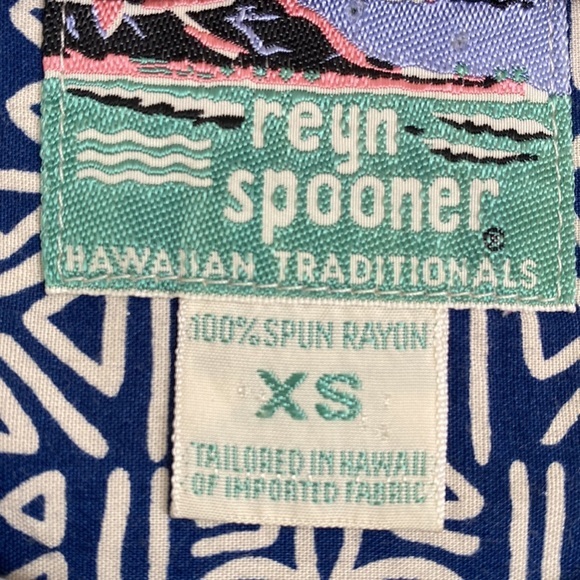 reyn
spooner®
HAWAIIAN TRADITIONALS
100% SPUN RAYON
XS
TAILORED IN HAWAII
OF IMPORTED FABRIC